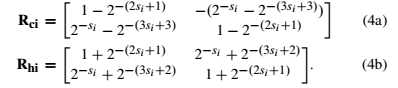 R_ci = [ 1 − 2^{−(2s_i+1)}   −(2^{−s_i} − 2^{−(3s_i+3)})) ]   (4a)
[ 2^{−s_i} − 2^{−(3s_i+3)}   1 − 2^{−(2s_i+1)} ]
R_hi = [ 1 + 2^{−(2s_i+1)}   2^{−s_i} + 2^{−(3s_i+2)} ] .   (4b)
[ 2^{−s_i} + 2^{−(3s_i+2)}   1 + 2^{−(2s_i+1)} ]